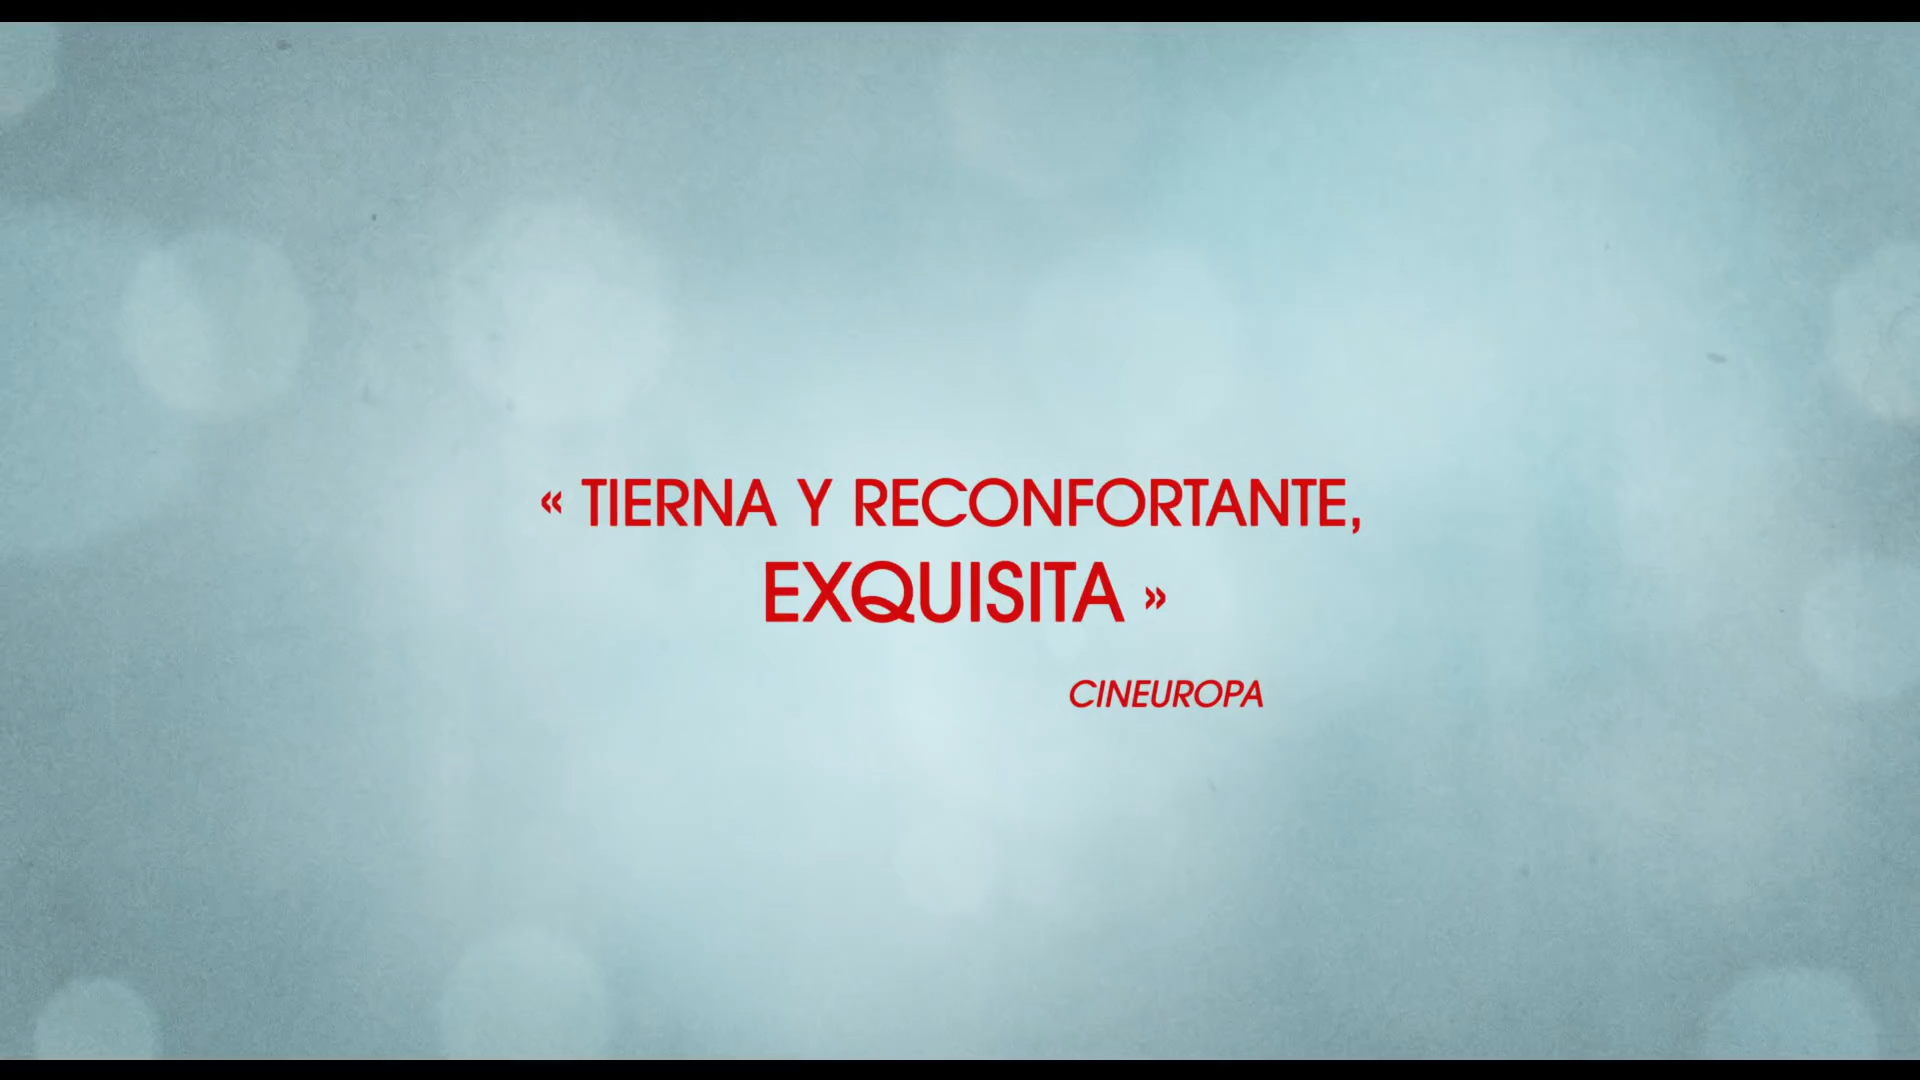 « TIERNA Y RECONFORTANTE,
EXQUISITA »
CINEUROPA